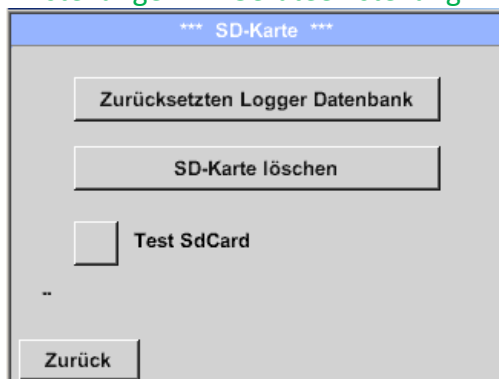 *** SD-Karte ***
Zurücksetzten Logger Datenbank
SD-Karte löschen
Test SdCard
--
Zurück